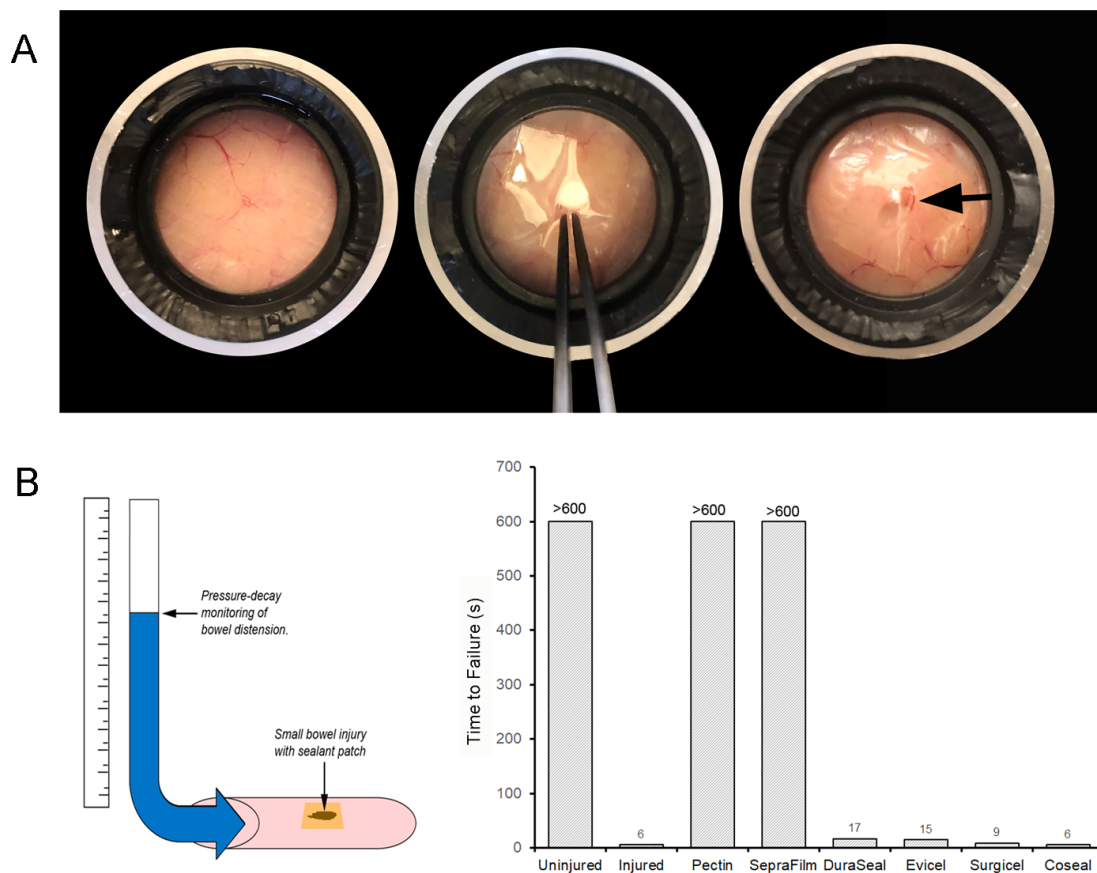 A
B
Pressure-decay
monitoring of
bowel distension.
Small bowel injury
with sealant patch
Time to Failure (s)
700
600
500
400
300
200
100
0
>600
6
>600
>600
17
15
9
6
Uninjured
Injured
Pectin
SepraFilm
DuraSeal
Evicel
Surgicel
Coseal